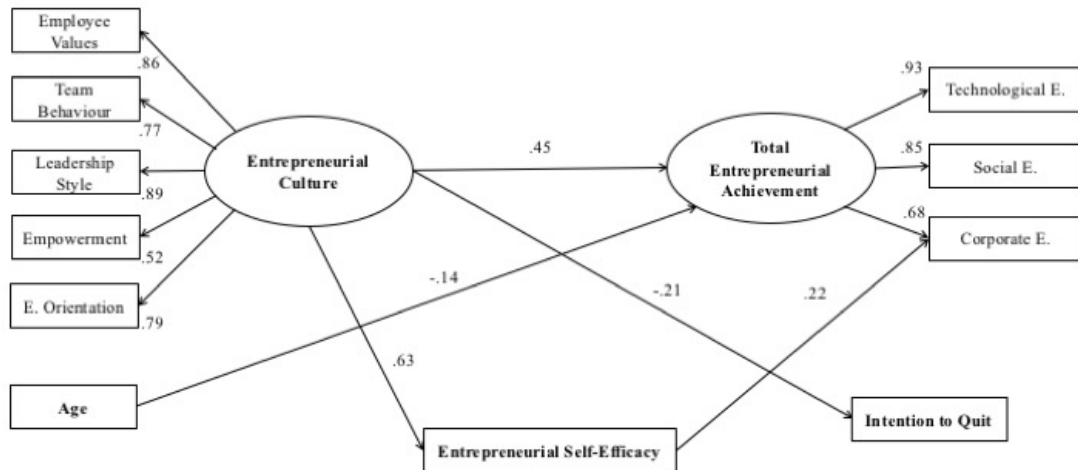 Employee
Values
.86
Team
Behaviour
.77
Leadership
Style
.89
Empowerment
.52
E. Orientation
.79
Entrepreneurial
Culture
.45
Total
Entrepreneurial
Achievement
.93
Technological E.
.85
Social E.
.68
Corporate E.
-.14
-.21
.22
.63
Age
Entrepreneurial Self-Efficacy
Intention to Quit